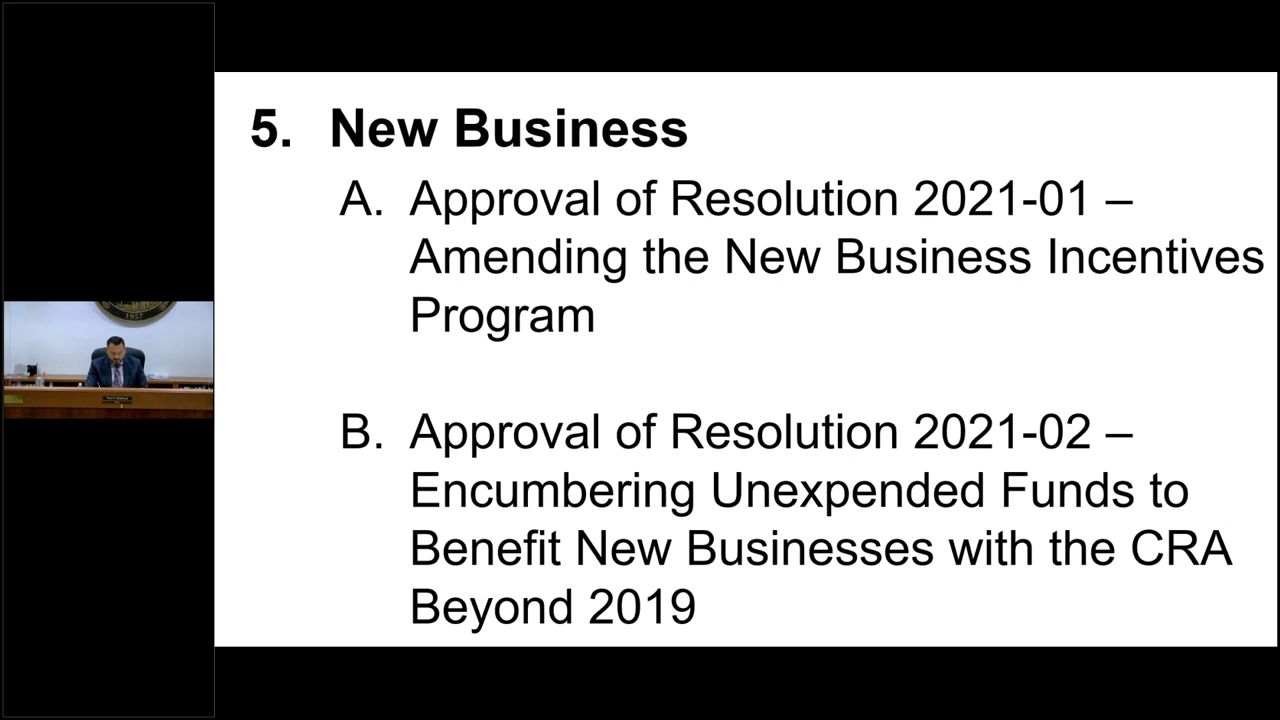 5. New Business
A. Approval of Resolution 2021-01 –
Amending the New Business Incentives
Program
B. Approval of Resolution 2021-02 –
Encumbering Unexpended Funds to
Benefit New Businesses with the CRA
Beyond 2019
1957